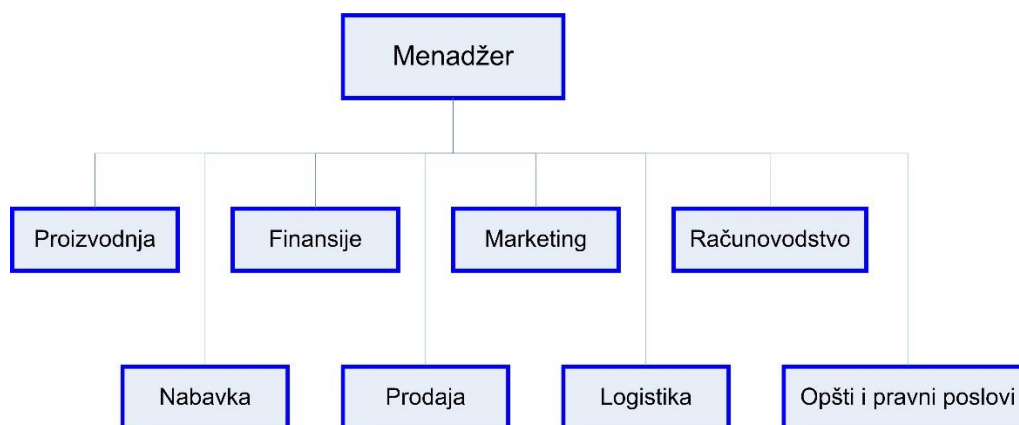 Menadžer
Proizvodnja
Finansije
Marketing
Računovodstvo
Nabavka
Prodaja
Logistika
Opšti i pravni poslovi